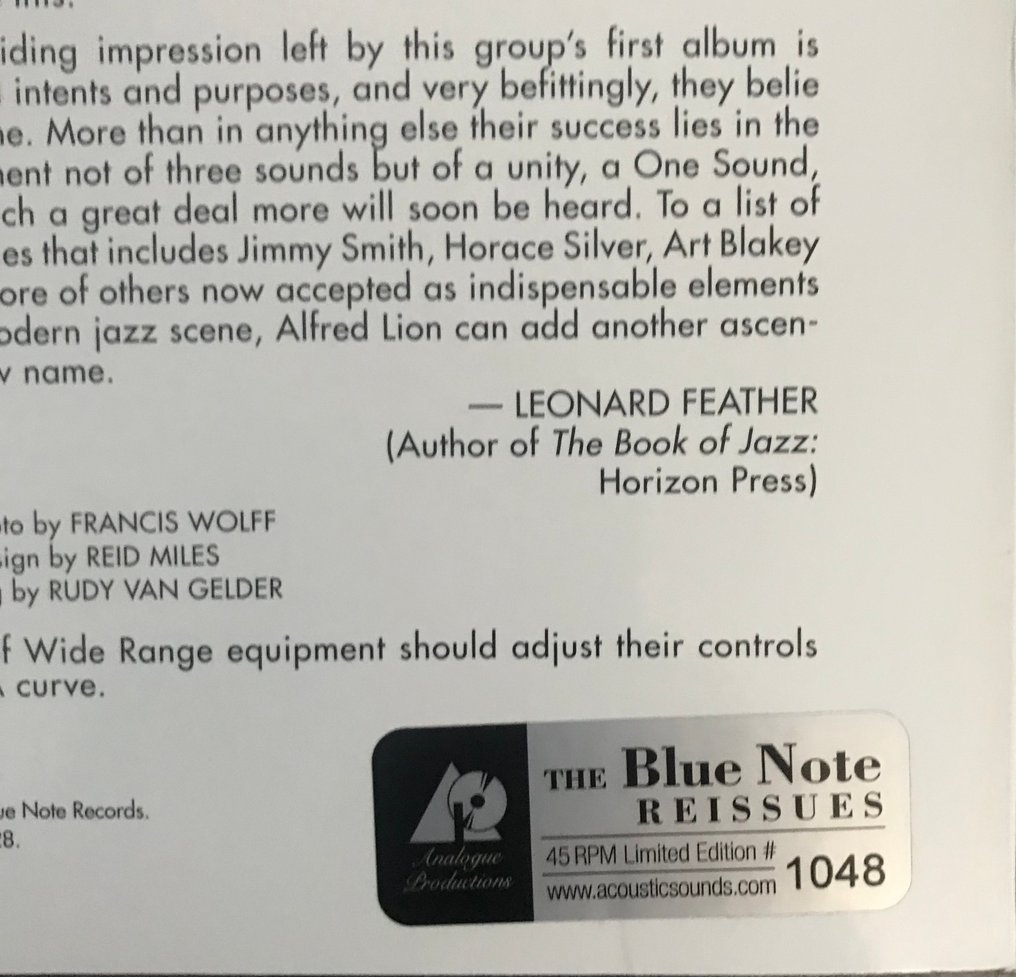 iding impression left by this group's first album is
intents and purposes, and very befittingly, they belie
e. More than in anything else their success lies in the
ent not of three sounds but of a unity, a One Sound,
ch a great deal more will soon be heard. To a list of
es that includes Jimmy Smith, Horace Silver, Art Blakey
ore of others now accepted as indispensable elements
odern jazz scene, Alfred Lion can add another ascen-
name.
— LEONARD FEATHER
(Author of The Book of Jazz:
Horizon Press)
to by FRANCIS WOLFF
ign by REID MILES
by RUDY VAN GELDER
f Wide Range equipment should adjust their controls
curve.
ue Note Records.
8.
AP
Analogue
Productions
THE Blue Note
REISSUES
45 RPM Limited Edition # 1048
www.acousticsounds.com